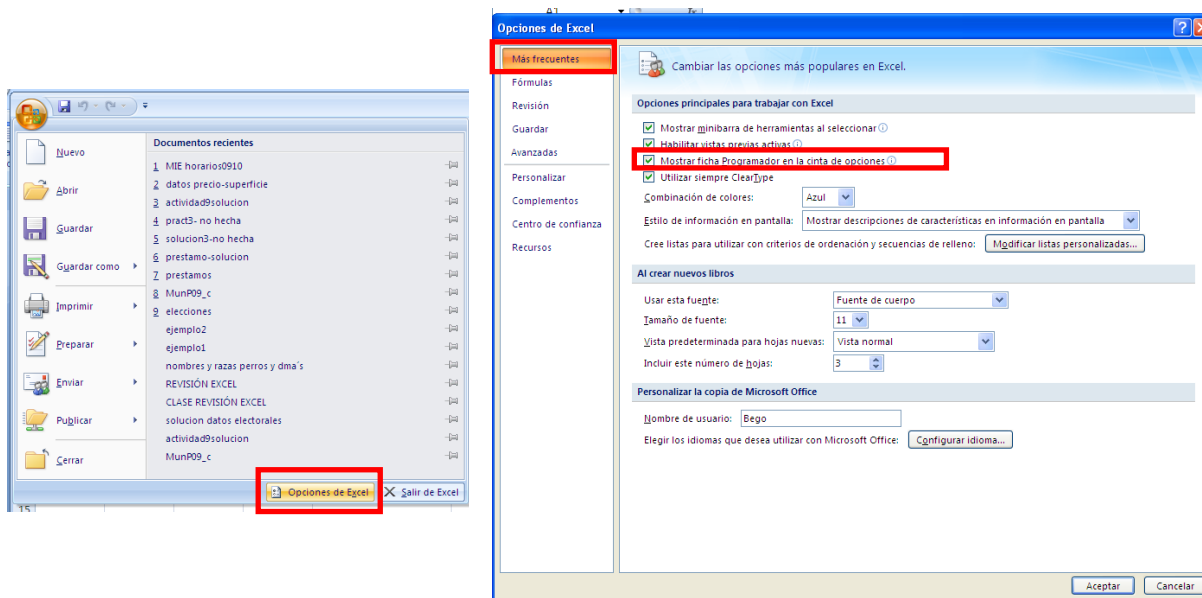 Documentos recientes
Nuevo
Abrir
Guardar
Guardar como
Imprimir
Preparar
Enviar
Publicar
Cerrar
1 MIE horarios0910
2 datos precio-superficie
3 actividad9solucion
4 pract3- no hecha
5 solucion3-no hecha
6 prestamo-solucion
7 prestamos
8 MunP09_c
9 elecciones
ejemplo2
ejemplo1
nombres y razas perros y dma´s
REVISIÓN EXCEL
CLASE REVISIÓN EXCEL
solucion datos electorales
actividad9solucion
MunP09_c
Opciones de Excel
Salir de Excel
15
A1
Opciones de Excel
Más frecuentes
Fórmulas
Revisión
Guardar
Avanzadas
Personalizar
Complementos
Centro de confianza
Recursos
Cambiar las opciones más populares en Excel.
Opciones principales para trabajar con Excel
Mostrar minibarra de herramientas al seleccionar
Habilitar vistas previas activas
Mostrar ficha Programador en la cinta de opciones
Utilizar siempre ClearType
Combinación de colores: Azul
Estilo de información en pantalla: Mostrar descripciones de características en información en pantalla
Cree listas para utilizar con criterios de ordenación y secuencias de relleno: Modificar listas personalizadas...
Al crear nuevos libros
Usar esta fuente: Fuente de cuerpo
Tamaño de fuente: 11
Vista predeterminada para hojas nuevas: Vista normal
Incluir este número de hojas: 3
Personalizar la copia de Microsoft Office
Nombre de usuario: Bego
Elegir los idiomas que desea utilizar con Microsoft Office: Configurar idioma...
Aceptar
Cancelar